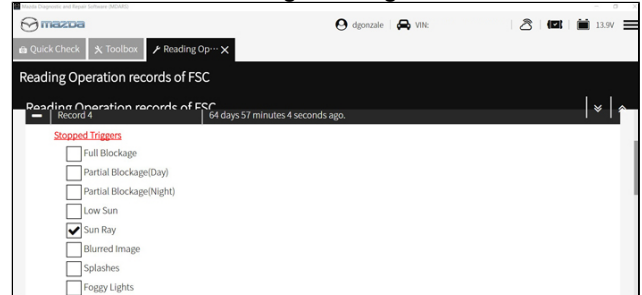 Mazda Diagnostic and Repair Software (MDARS)
mazda dgonzale VIN: 13.9V
Quick Check Toolbox Reading Op··· X
Reading Operation records of FSC
Reading Operation records of FSC
Record 4 64 days 57 minutes 4 seconds ago.
Stopped Triggers
Full Blockage
Partial Blockage(Day)
Partial Blockage(Night)
Low Sun
Sun Ray
Blurred Image
Splashes
Foggy Lights